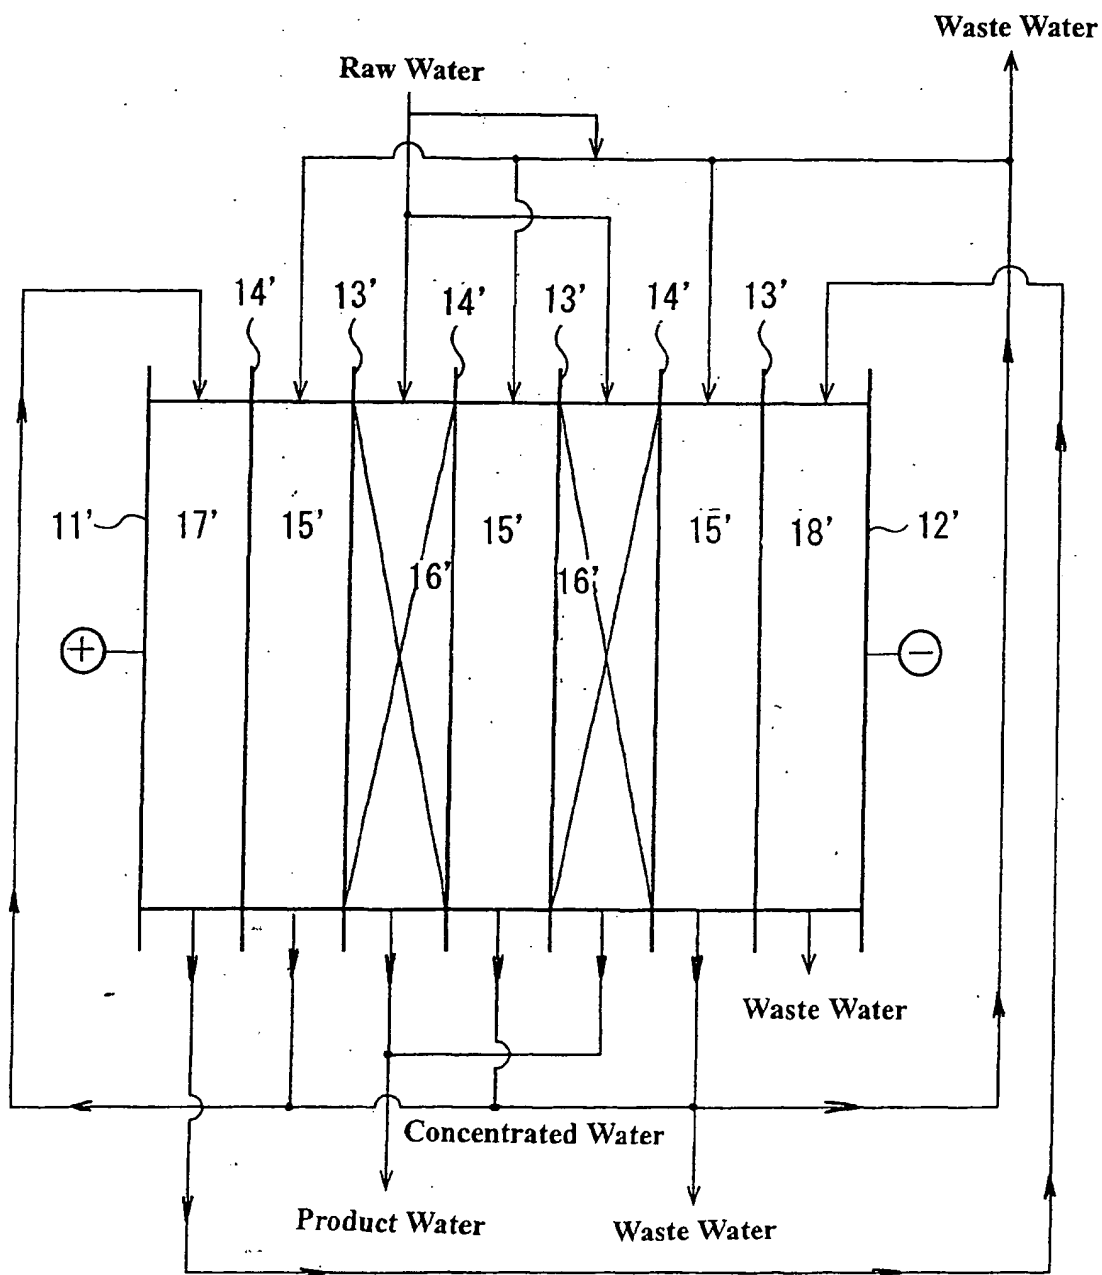 Waste Water
Raw Water
14' 13' 14' 13' 14' 13'
11' 17' 15' 15' 15' 18' 12'
16' 16'
+ −
Waste Water
Concentrated Water
Product Water
Waste Water